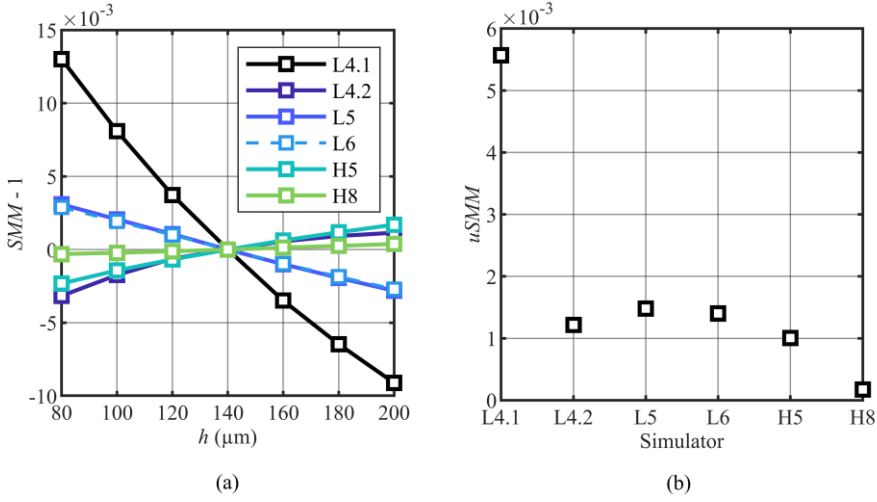 ×10⁻³
15
10
5
0
-5
-10
SMM - 1
80 100 120 140 160 180 200
h (µm)
L4.1
L4.2
L5
L6
H5
H8
(a)
×10⁻³
6
5
4
3
2
1
0
uSMM
L4.1 L4.2 L5 L6 H5 H8
Simulator
(b)